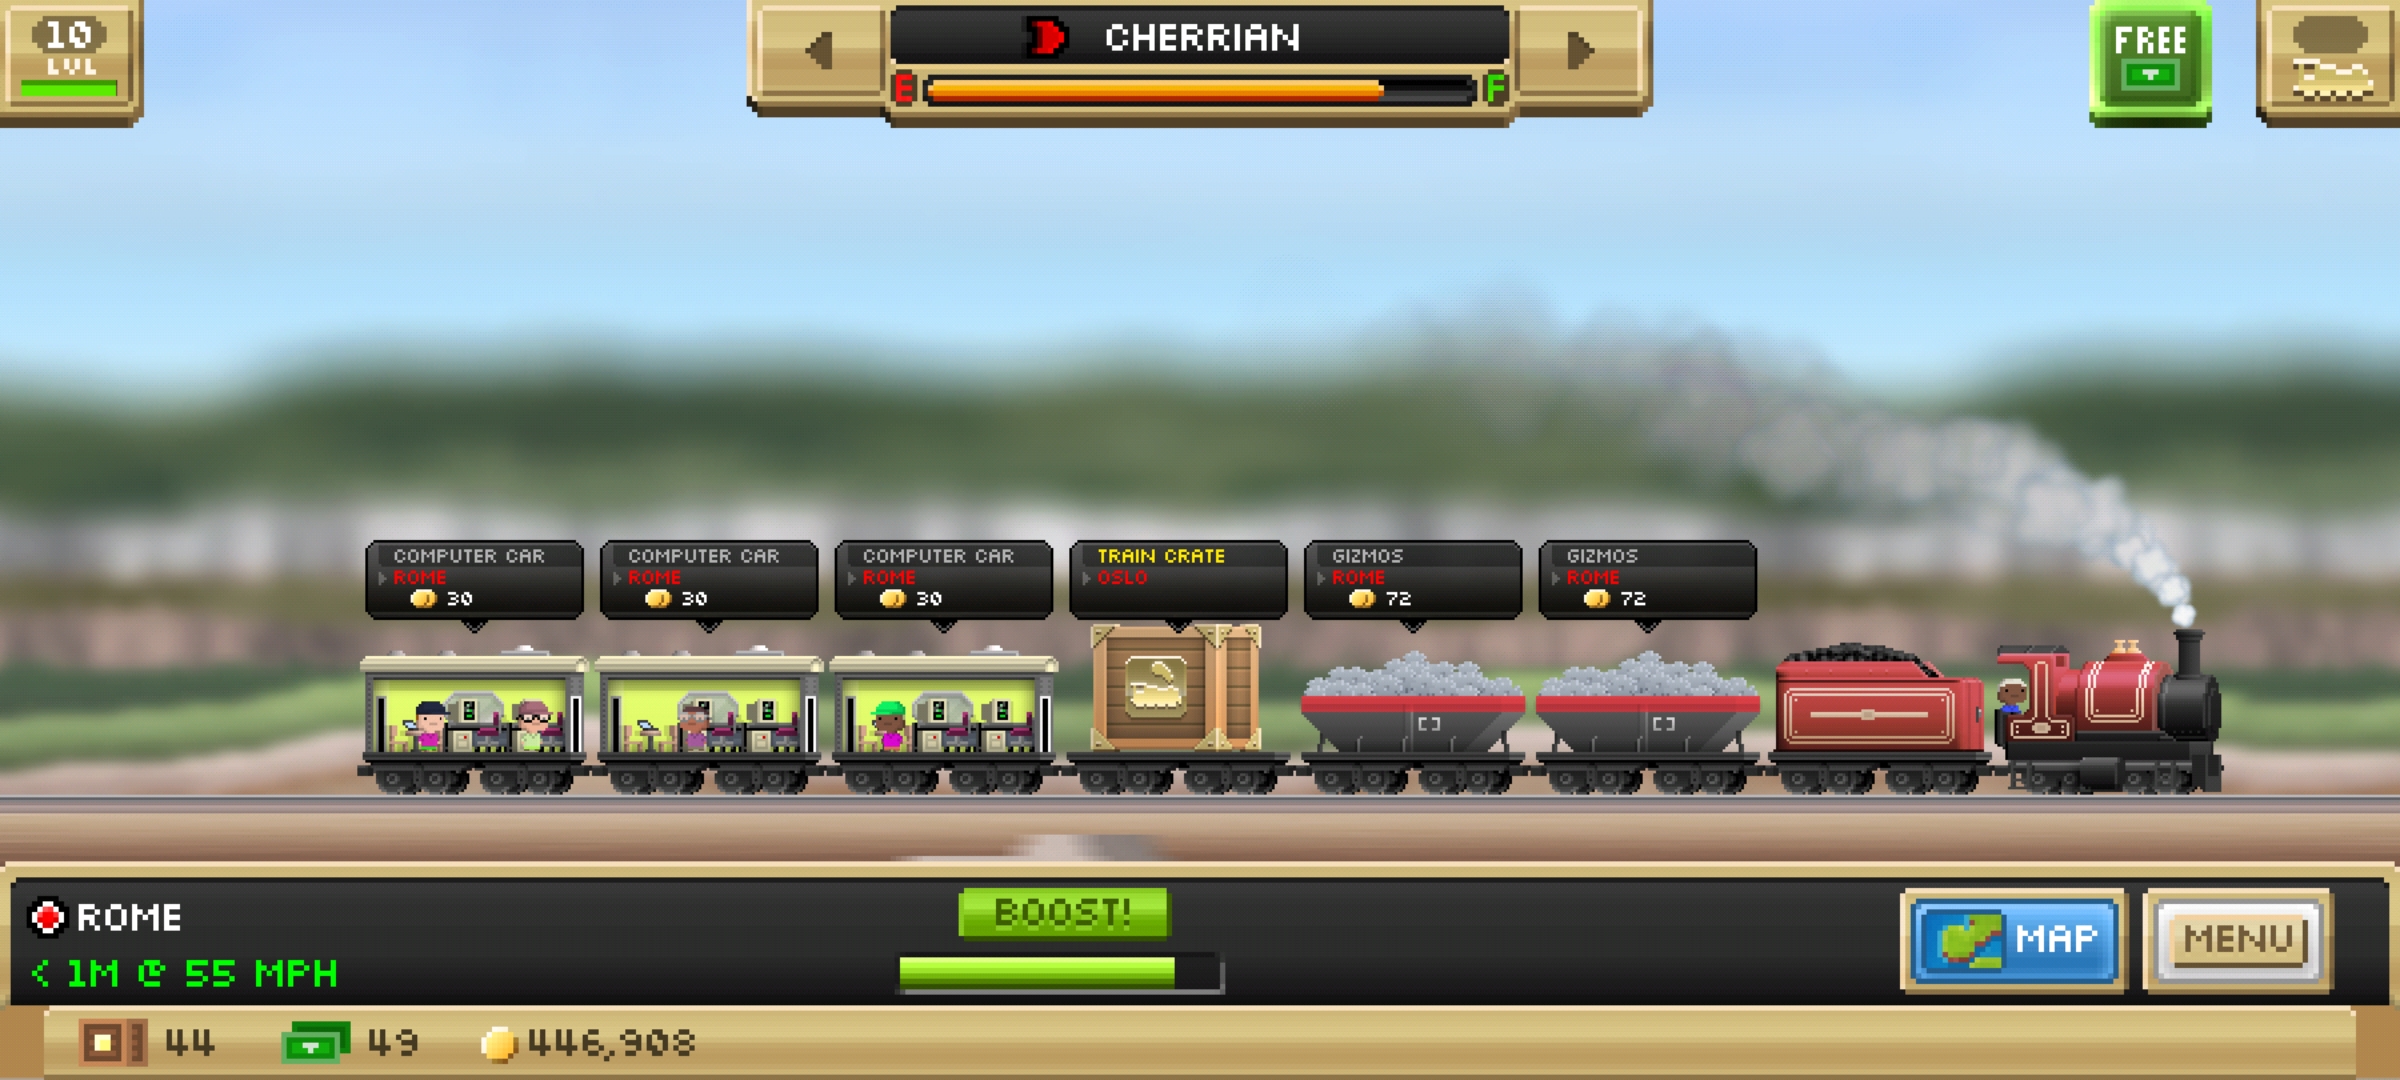 10
LVL
CHERRIAN
E F
FREE
COMPUTER CAR
ROME
30
COMPUTER CAR
ROME
30
COMPUTER CAR
ROME
30
TRAIN CRATE
OSLO
GIZMOS
ROME
72
GIZMOS
ROME
72
ROME
< 1M @ 55 MPH
BOOST!
MAP
MENU
44
49
446,908